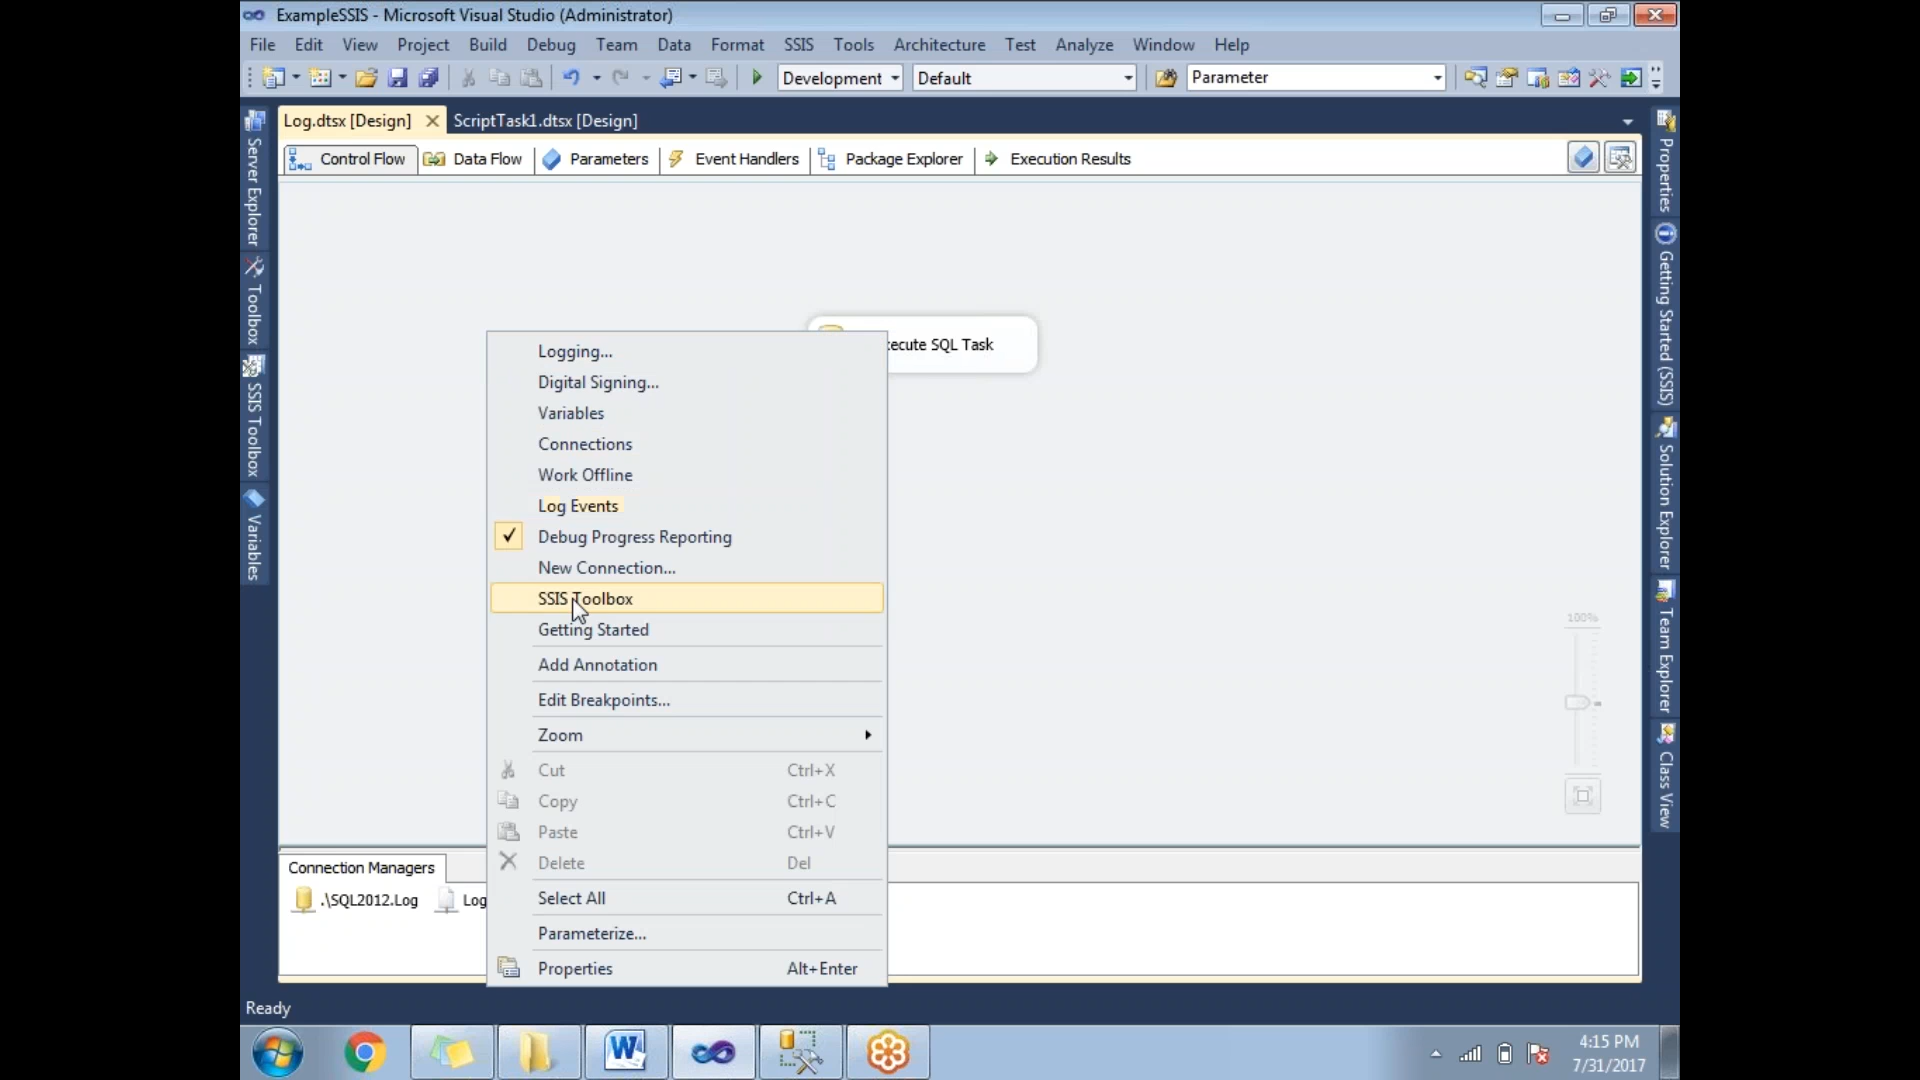 ExampleSSIS - Microsoft Visual Studio (Administrator)
File Edit View Project Build Debug Team Data Format SSIS Tools Architecture Test Analyze Window Help
Development Default Parameter
Log.dtsx [Design] ScriptTask1.dtsx [Design]
Control Flow Data Flow Parameters Event Handlers Package Explorer Execution Results
Server Explorer
Toolbox
SSIS Toolbox
Variables
ecute SQL Task
Logging...
Digital Signing...
Variables
Connections
Work Offline
Log Events
Debug Progress Reporting
New Connection...
SSIS Toolbox
Getting Started
Add Annotation
Edit Breakpoints...
Zoom
Cut Ctrl+X
Copy Ctrl+C
Paste Ctrl+V
Delete Del
Select All Ctrl+A
Parameterize...
Properties Alt+Enter
100%
Properties
Getting Started (SSIS)
Solution Explorer
Team Explorer
Class View
Connection Managers
.\SQL2012.Log Log
Ready
4:15 PM
7/31/2017